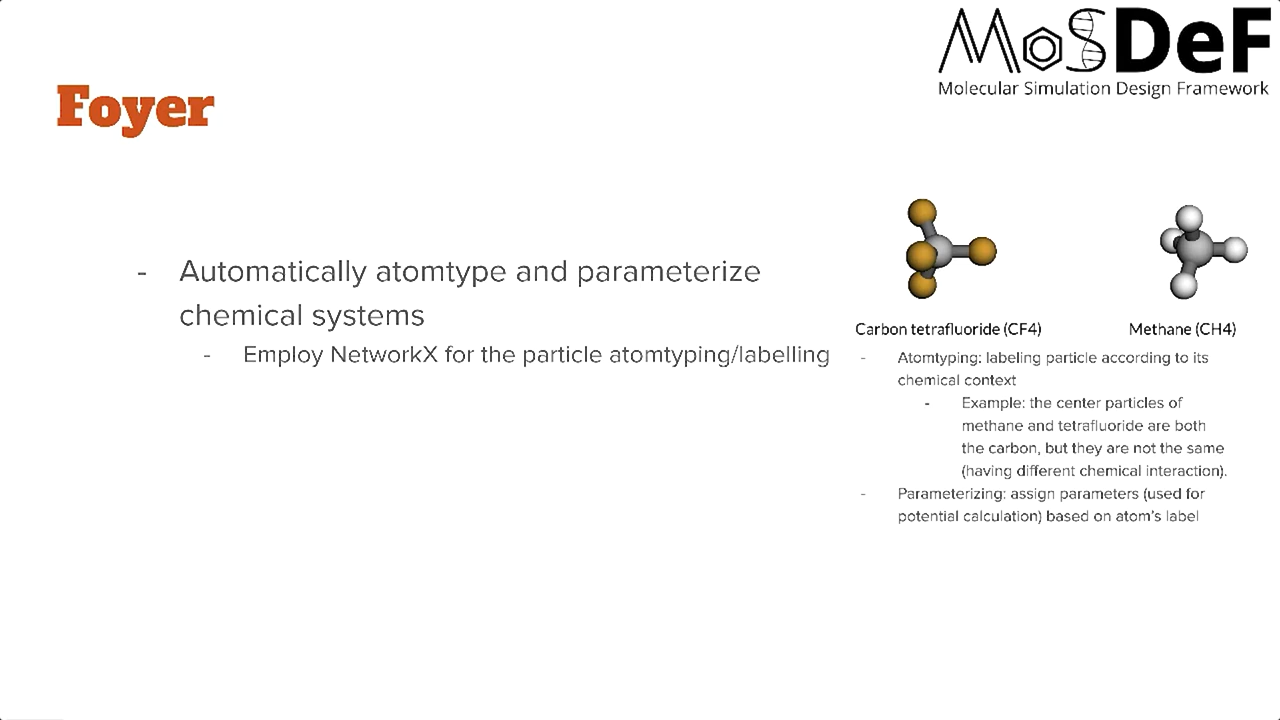 MoSDeF
Molecular Simulation Design Framework
Foyer
- Automatically atomtype and parameterize
chemical systems
- Employ NetworkX for the particle atomtyping/labelling
Carbon tetrafluoride (CF4)
Methane (CH4)
- Atomtyping: labeling particle according to its
chemical context
- Example: the center particles of
methane and tetrafluoride are both
the carbon, but they are not the same
(having different chemical interaction).
- Parameterizing: assign parameters (used for
potential calculation) based on atom's label